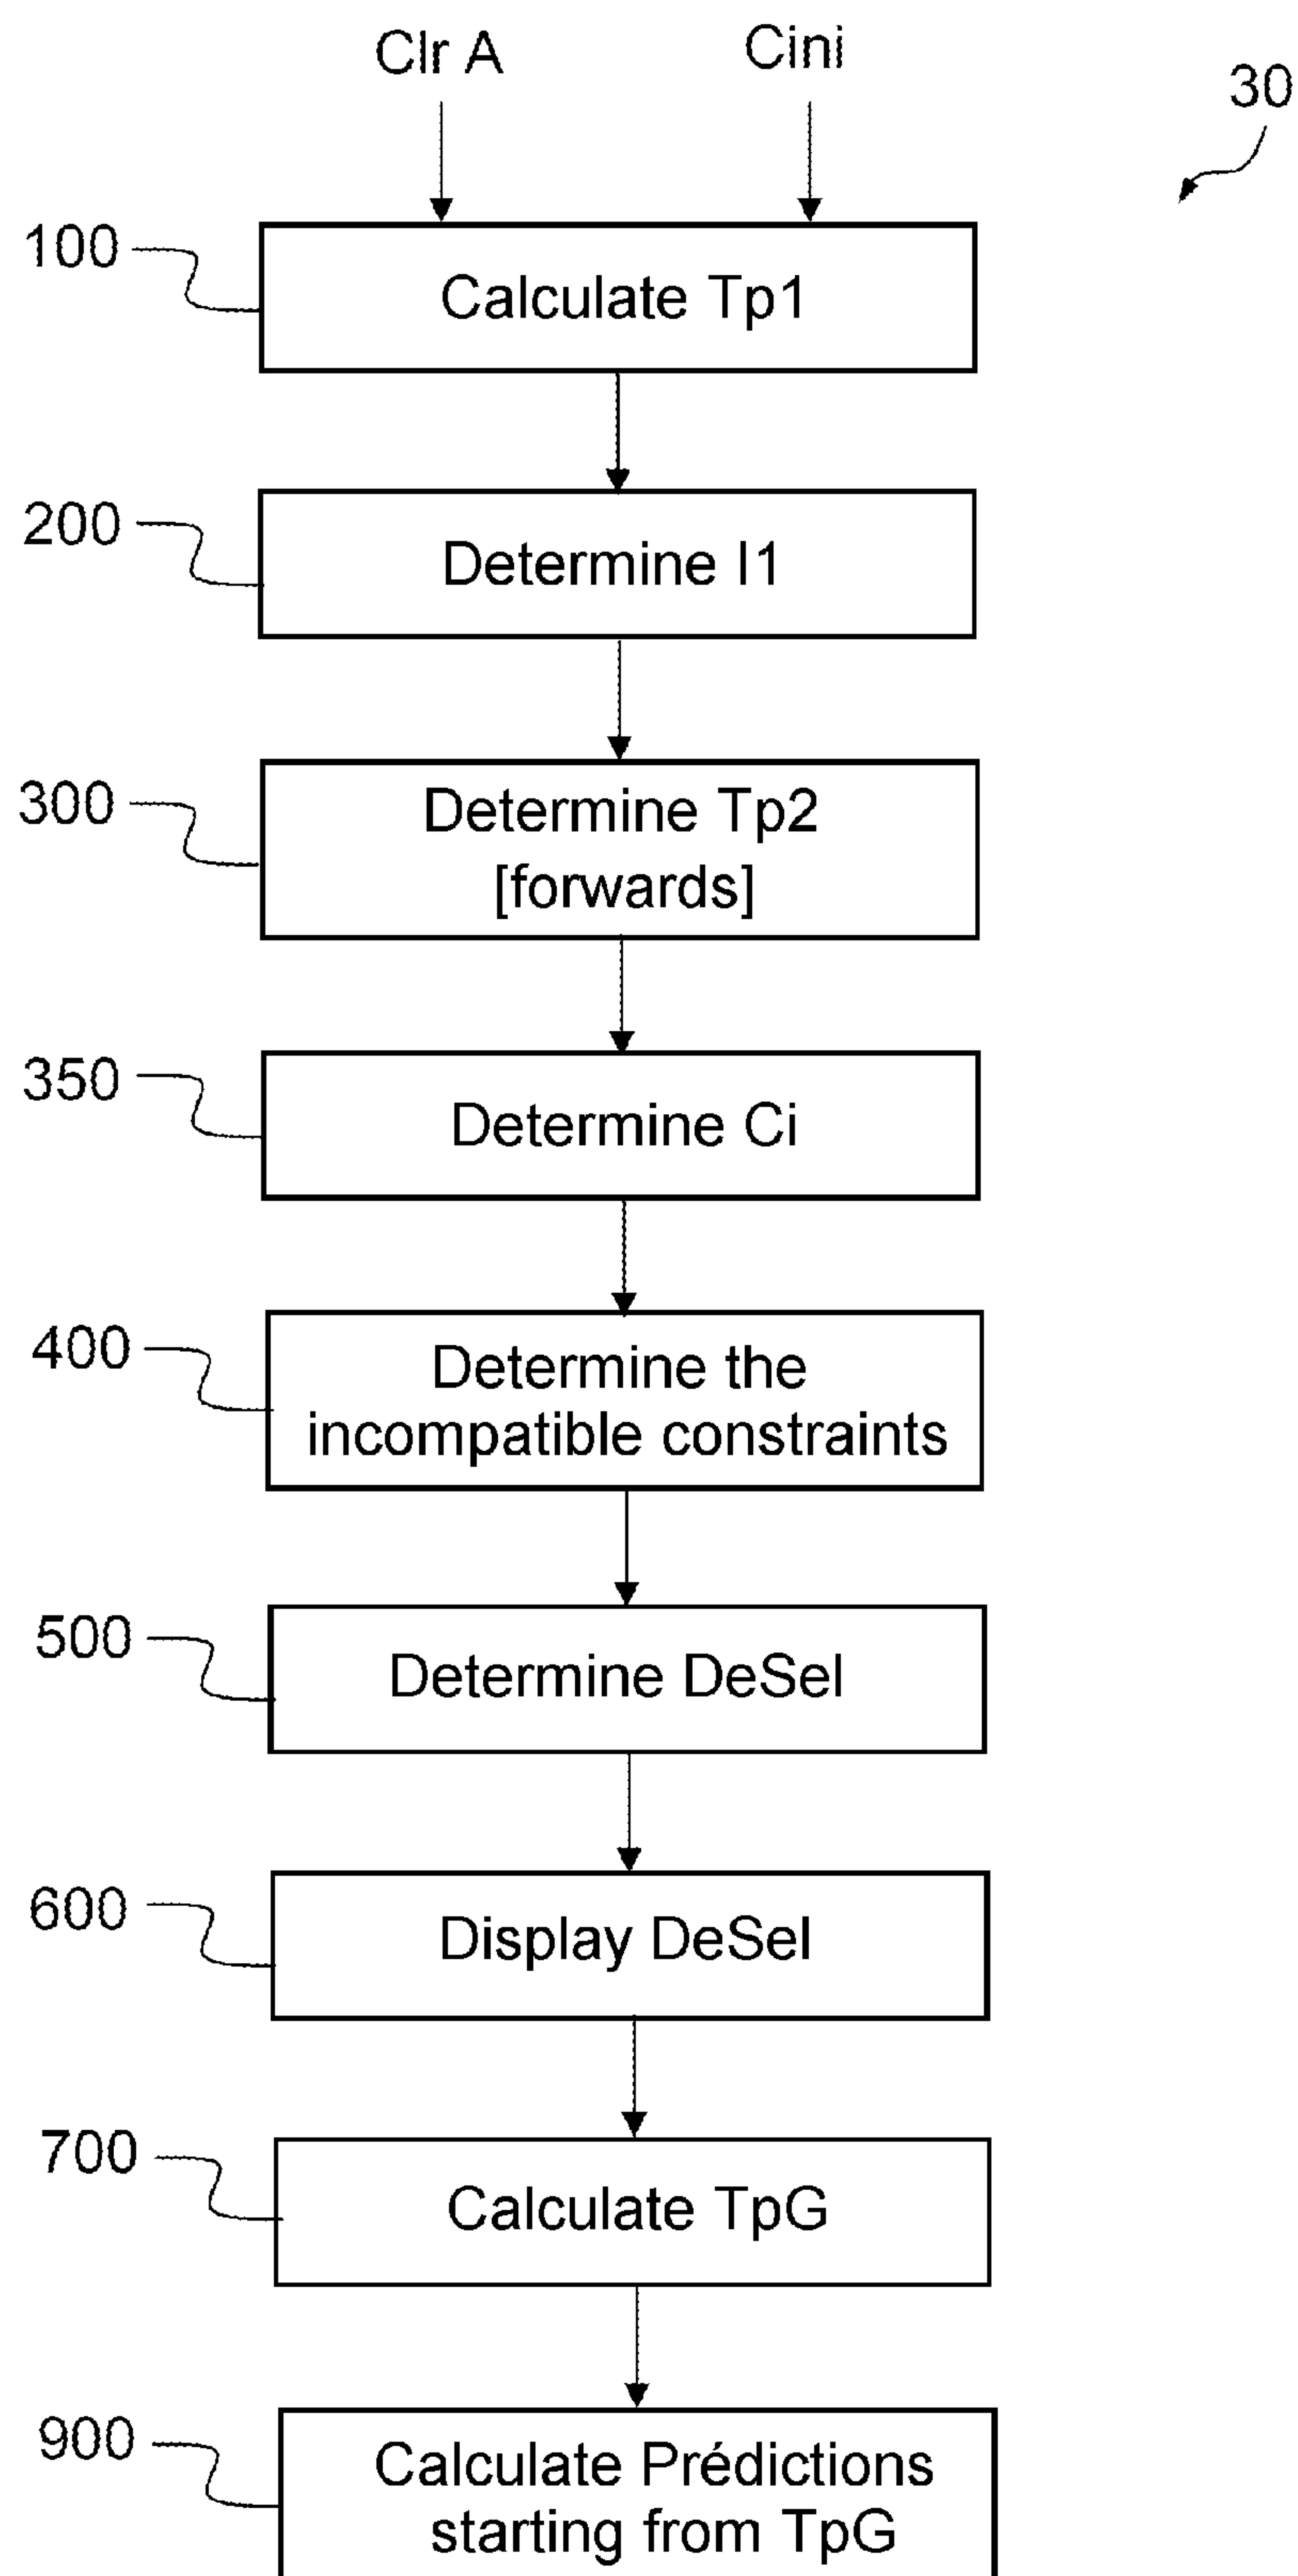 Clr A
Cini
30
100
Calculate Tp1
200
Determine I1
300
Determine Tp2
[forwards]
350
Determine Ci
400
Determine the
incompatible constraints
500
Determine DeSel
600
Display DeSel
700
Calculate TpG
900
Calculate Prédictions
starting from TpG